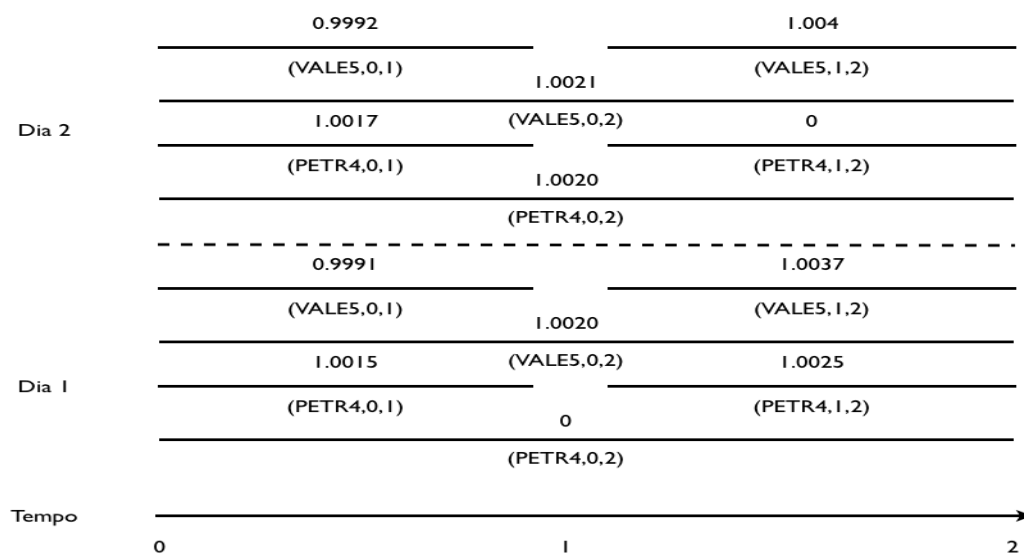 0.9992 1.004
(VALE5,0,1) (VALE5,1,2)
1.0021
Dia 2
1.0017 (VALE5,0,2) 0
(PETR4,0,1) (PETR4,1,2)
1.0020
(PETR4,0,2)
0.9991 1.0037
(VALE5,0,1) (VALE5,1,2)
1.0020
1.0015 (VALE5,0,2) 1.0025
Dia 1
(PETR4,0,1) (PETR4,1,2)
0
(PETR4,0,2)
Tempo
0 1 2